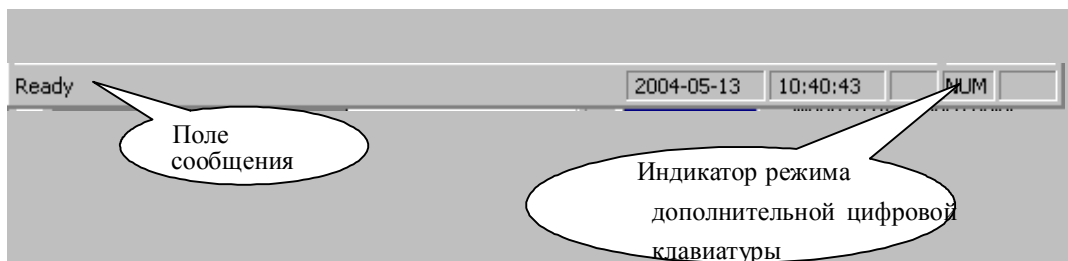 Ready 2004-05-13 10:40:43 NUM
Поле
сообщения
Индикатор режима
дополнительной цифровой
клавиатуры